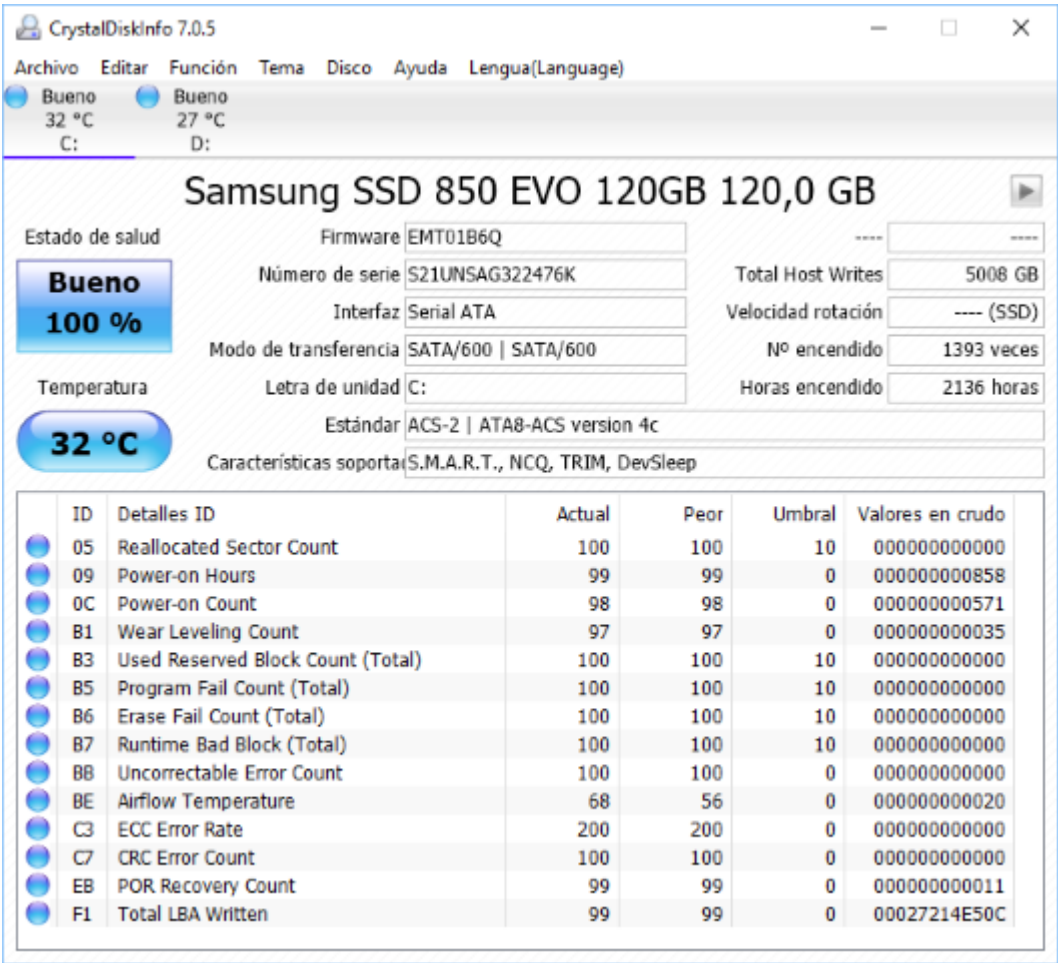 CrystalDiskInfo 7.0.5
Archivo Editar Función Tema Disco Ayuda Lengua(Language)
Bueno Bueno
32 °C 27 °C
C: D:
Samsung SSD 850 EVO 120GB 120,0 GB
Estado de salud Firmware EMT01B6Q ---- ----
Bueno Número de serie S21UNSAG322476K Total Host Writes 5008 GB
100 % Interfaz Serial ATA Velocidad rotación ---- (SSD)
Modo de transferencia SATA/600 | SATA/600 Nº encendido 1393 veces
Temperatura Letra de unidad C: Horas encendido 2136 horas
32 °C Estándar ACS-2 | ATA8-ACS version 4c
Características soporta S.M.A.R.T., NCQ, TRIM, DevSleep
ID Detalles ID Actual Peor Umbral Valores en crudo
05 Reallocated Sector Count 100 100 10 000000000000
09 Power-on Hours 99 99 0 000000000858
0C Power-on Count 98 98 0 000000000571
B1 Wear Leveling Count 97 97 0 000000000035
B3 Used Reserved Block Count (Total) 100 100 10 000000000000
B5 Program Fail Count (Total) 100 100 10 000000000000
B6 Erase Fail Count (Total) 100 100 10 000000000000
B7 Runtime Bad Block (Total) 100 100 10 000000000000
BB Uncorrectable Error Count 100 100 0 000000000000
BE Airflow Temperature 68 56 0 000000000020
C3 ECC Error Rate 200 200 0 000000000000
C7 CRC Error Count 100 100 0 000000000000
EB POR Recovery Count 99 99 0 000000000011
F1 Total LBA Written 99 99 0 00027214E50C